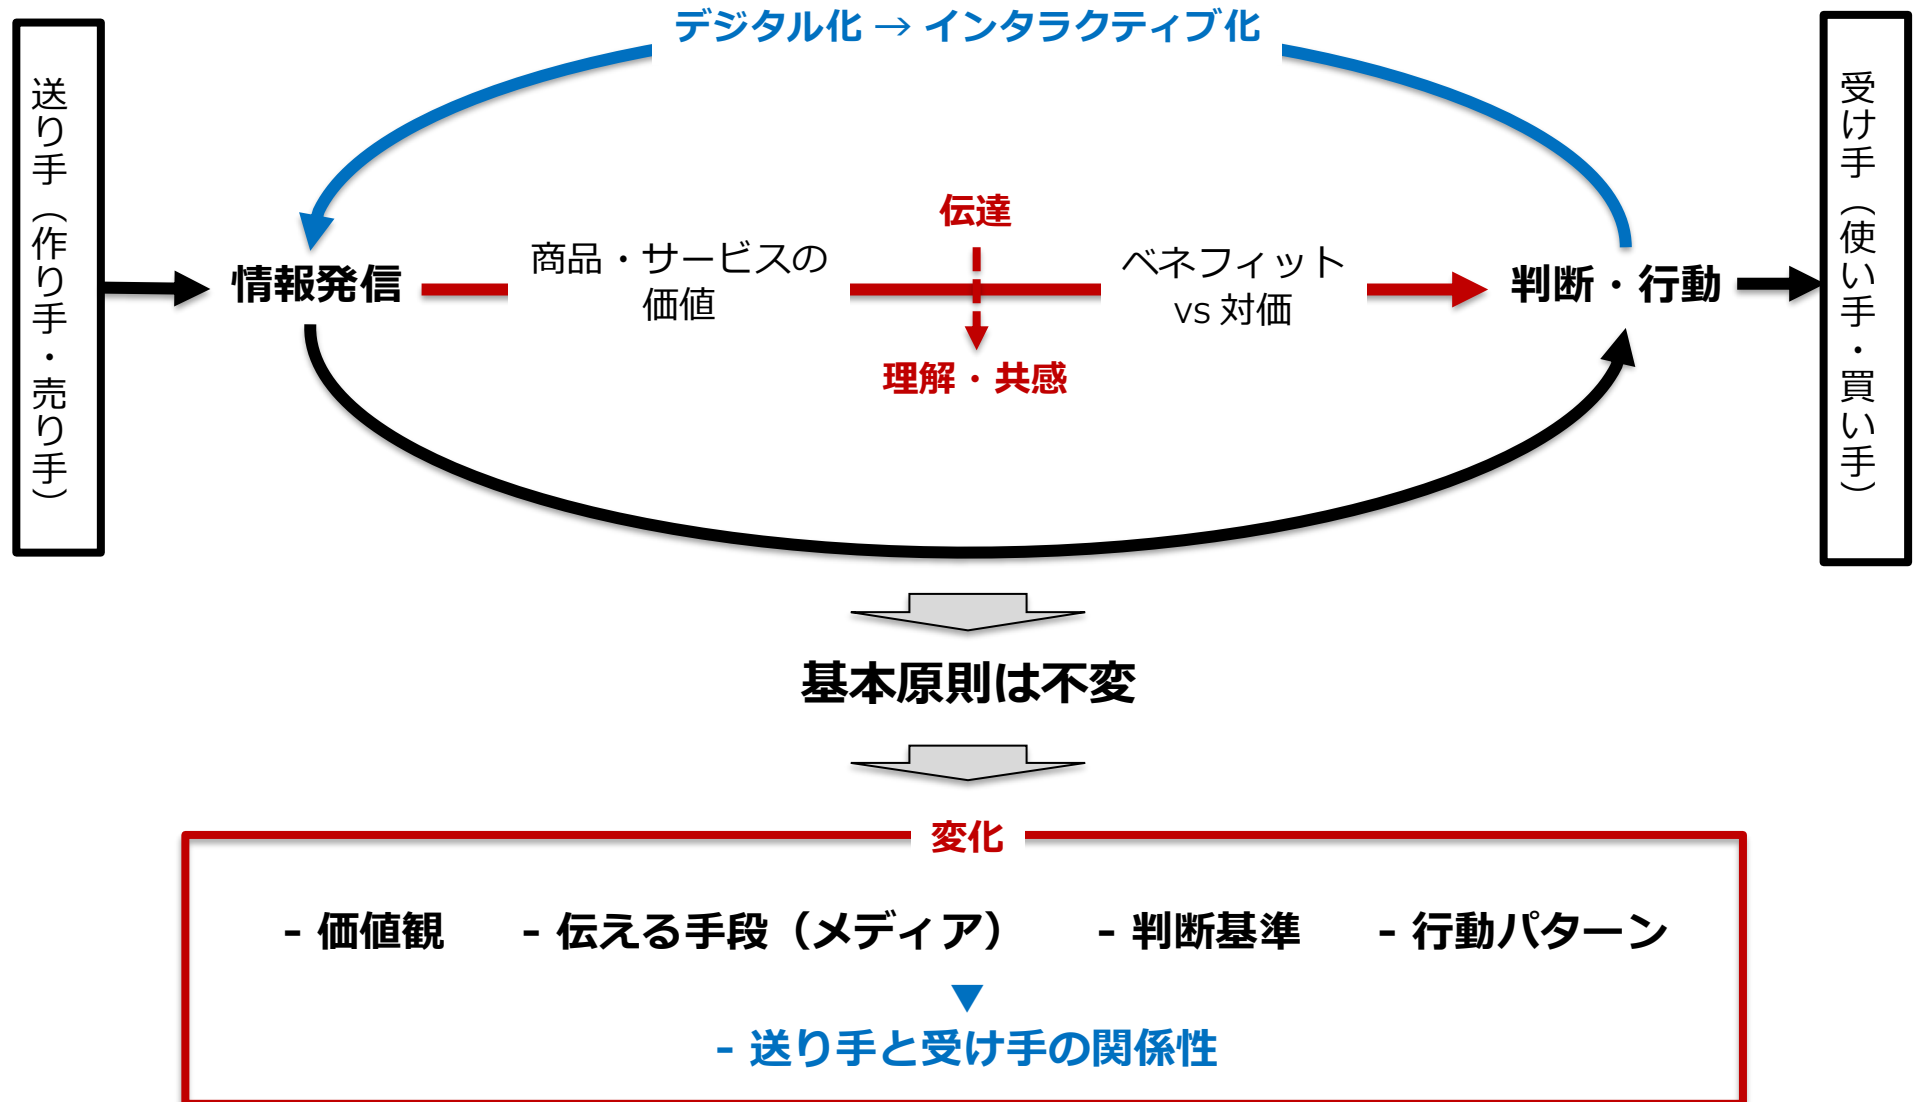 デジタル化 → インタラクティブ化
送り手（作り手・売り手）
受け手（使い手・買い手）
伝達
情報発信
商品・サービスの
価値
ベネフィット
vs 対価
判断・行動
理解・共感
基本原則は不変
変化
- 価値観
- 伝える手段（メディア）
- 判断基準
- 行動パターン
- 送り手と受け手の関係性